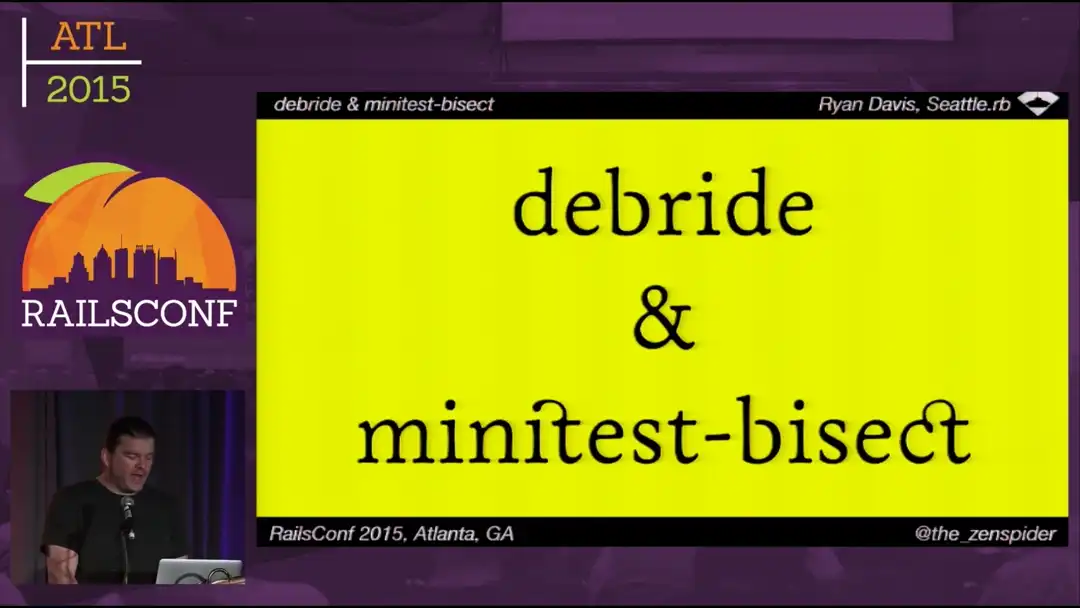 ATL
2015
RAILSCONF
debride & minitest-bisect
Ryan Davis, Seattle.rb
debride
&
minitest-bisect
RailsConf 2015, Atlanta, GA
@the_zenspider